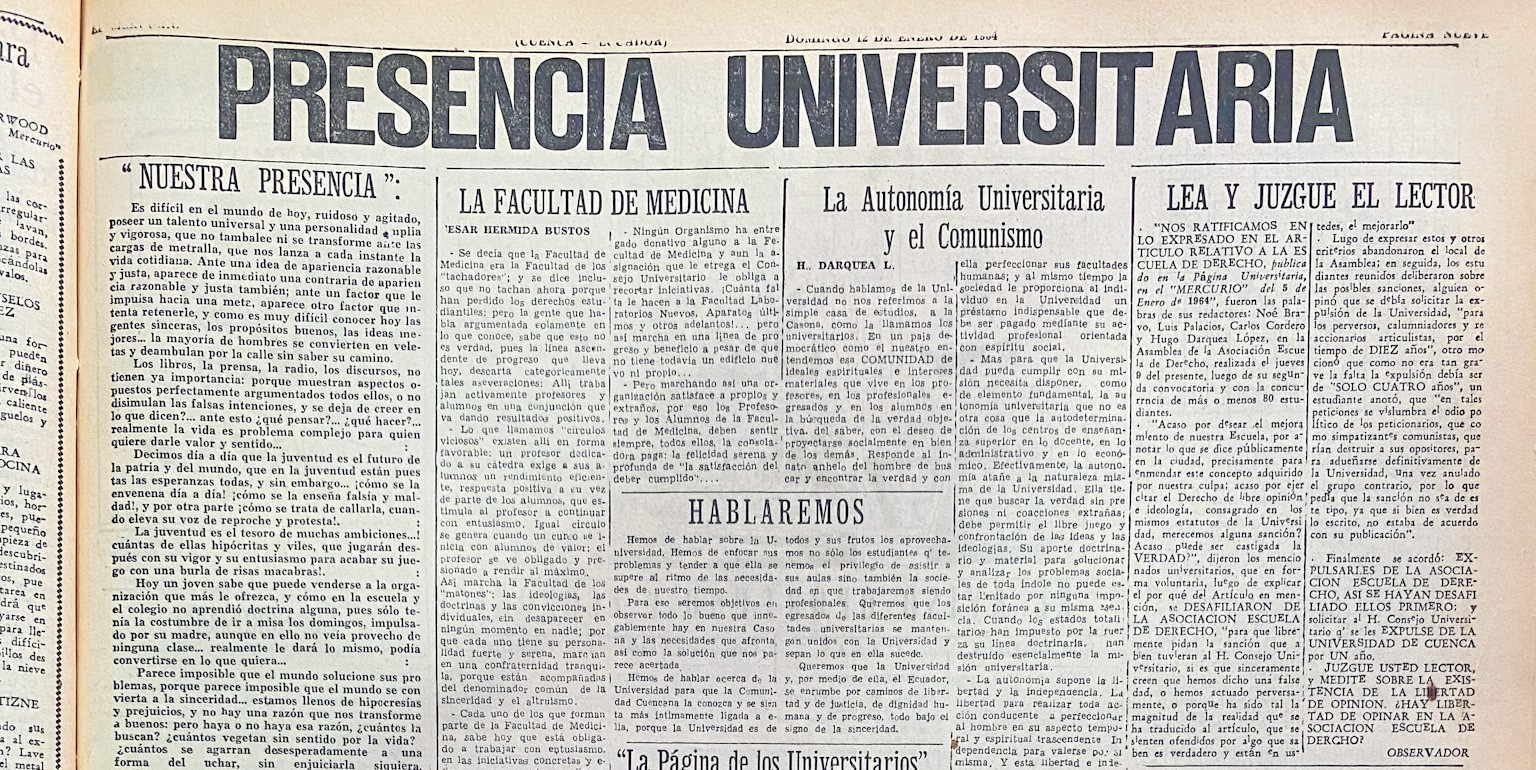 (CUENCA - ECUADOR)
DOMINGO 12 DE ENERO DE 1964
PAGINA NUEVE
PRESENCIA UNIVERSITARIA
RWOOD
Mercurio"
LAS
"NUESTRA PRESENCIA":
Es difícil en el mundo de hoy, ruidoso y agitado,
poseer un talento universal y una personalidad amplia
y vigorosa, que no tambalee ni se transforme ante las
cargas de metralla, que nos lanza a cada instante la
vida cotidiana. Ante una idea de apariencia razonable
y justa, aparece de inmediato una contraria de aparien
cia razonable y justa también; ante un factor que le
impulsa hacia una meta, aparece otro factor que in-
tenta retenerle, y como es muy difícil conocer hoy las
gentes sinceras, los propósitos buenos, las ideas me-
jores... la mayoría de hombres se convierten en vele-
tas y deambulan por la calle sin saber su camino.
Los libros, la prensa, la radio, los discursos, no
tienen ya importancia: porque muestran aspectos o-
puestos perfectamente argumentados todos ellos, o no
disimulan las falsas intenciones, y se deja de creer en
lo que dicen?... ante esto ¿qué pensar?... ¿qué hacer?...
realmente la vida es problema complejo para quien
quiere darle valor y sentido...
Decimos día a día que la juventud es el futuro de
la patria y del mundo, que en la juventud están pues
tas las esperanzas todas, y sin embargo... ¡cómo se la
envenena día a día! ¡cómo se la enseña falsía y mal-
dad!, y por otra parte ¡cómo se trata de callarla, cuan-
do eleva su voz de reproche y protesta!.
La juventud es el tesoro de muchas ambiciones...!
cuántas de ellas hipócritas y viles, que jugarán des-
pués con su vigor y su entusiasmo para acabar su jue-
go con una burla de risas macabras!.
Hoy un joven sabe que puede venderse a la orga-
nización que más le ofrezca, y cómo en la escuela y
el colegio no aprendió doctrina alguna, pues sólo te-
nía la costumbre de ir a misa los domingos, impulsa-
do por su madre, aunque en ello no veía provecho de
ninguna clase... realmente le dará lo mismo, podía
convertirse en lo que quiera...
Parece imposible que el mundo solucione sus pro
blemas, porque parece imposible que el mundo se con
vierta a la sinceridad... estamos llenos de hipocresías
y prejuicios, y no hay una razón que nos transforme
a buenos: pero haya o no haya esa razón, ¿cuántos la
buscan? ¿cuántos vegetan sin sentido por la vida?
¿cuántos se agarran desesperadamente a una
forma del luchar, sin enjuiciarla siquiera.
LA FACULTAD DE MEDICINA
ESAR HERMIDA BUSTOS
- Se decía que la Facultad de
Medicina era la Facultad de los
"tachadores"; y se dice inclu-
so que no tachan ahora porque
han perdido los derechos estu-
diantiles; pero la gente que ha-
bla argumentada solamente en
lo que conoce, sabe que esto no
es verdad, pues la línea ascen-
dente de progreso que lleva
hoy, descarta categóricamente
tales aseveraciones: Allí traba
jan activamente profesores y
alumnos en una conjunción que
va dando resultados positivos.
- Lo que llamamos "círculos
viciosos" existen allí en forma
favorable: un profesor dedica-
do a su cátedra exige a sus a-
lumnos un rendimiento eficien-
te, respuesta positiva a su vez
de parte de los alumnos, que es-
timula al profesor a continuar
con entusiasmo. Igual círculo
se genera cuando un curso se i-
nicia con alumnos de valor; el
profesor se ve obligado y pre-
sionado a rendir al máximo.
Así marcha la Facultad de los
"matones": las ideologías, las
doctrinas y las convicciones in-
dividuales, sin desaparecer en
ningún momento en nadie; por
que cada uno tiene su persona-
lidad fuerte y serena, marchan
en una confraternidad tranqui-
la, porque están acompañadas
del denominador común de la
sinceridad y el altruismo.
- Cada uno de los que forman
parte de la Facultad de Medici-
na, sabe hoy que está obliga-
do a trabajar con entusiasmo,
en las iniciativas concretas y e-
- Ningún Organismo ha entre
gado donativo alguno a la Fa-
cultad de Medicina y aun la a-
signación que le etrega el Con-
sejo Universitario le obliga a
recortar iniciativas. ¡Cuánta fal
ta le hacen a la Facultad Labo-
ratorios Nuevos, Aparatos últi-
mos y otros adelantos!... pero
así marcha en una línea de pro
greso y beneficio a pesar de que
no tiene todavía un edificio nue
vo ni propio...
- Pero marchando así una or-
ganización satisface a propios y
extraños, por eso los Profeso-
res y los Alumnos de la Facul-
tad de Medicina, deben sentir
siempre, todos ellos, la consola-
dora paga: la felicidad serena y
profunda de "la satisfacción del
deber cumplido"....
HABLAREMOS
Hemos de hablar sobre la U-
niversidad, Hemos de enfocar sus
problemas y tender a que ella se
supere al ritmo de las necesida-
des de nuestro tiempo.
Para eso seremos objetivos en
observar todo lo bueno que inne-
gablemente hay en nuestra Caso
na y las necesidades que afronta,
así como la solución que nos pa-
rece acertada.
Hemos de hablar acerca de la
Universidad para que la Comuni-
dad Cuencana la conozca y se sien
ta más íntimamente ligada a e-
lla, porque la Universidad es de
todos y sus frutos los aprovecha-
mos no sólo los estudiantes q' te-
nemos el privilegio de asistir a
sus aulas sino también la socie-
dad en que trabajaremos siendo
profesionales. Queremos que los
egresados de las diferentes facul-
tades universitarias se manten-
gan unidos con la Universidad y
sepan lo que en ella sucede.
Queremos que la Universidad
y, por medio de ella, el Ecuador,
se enrumbe por caminos de liber-
tad y de justicia, de dignidad huma-
na y de progreso, todo bajo el
signo de la sinceridad.
"La Página de los Universitarios"
La Autonomía Universitaria
y el Comunismo
H. DARQUEA L.
- Cuando hablamos de la Uni-
versidad no nos referimos a la
simple casa de estudios, a la
Casona, como la llamamos los
universitarios. En un país de-
mocrático como el nuestro en
tendemos esa COMUNIDAD de
ideales espirituales e intereses
materiales que vive en los pro-
fesores, en los profesionales e-
gresados y en los alumnos en
la búsqueda de la verdad obje-
tiva, del saber, con el deseo de
proyectarse socialmente en bien
de los demás. Responde al in-
nato anhelo del hombre de bus
car y encontrar la verdad y con
ella perfeccionar sus facultades
humanas; y al mismo tiempo la
sociedad le proporciona al indi-
viduo en la Universidad un
préstamo indispensable que de-
be ser pagado mediante su ac-
tividad profesional orientada
con espíritu social.
- Mas para que la Universi-
dad pueda cumplir con su mi-
sión necesita disponer, como
de elemento fundamental, la au
tonomía universitaria que no es
otra cosa que la autodetermina-
ción de los centros de enseñan-
za superior en lo docente, en lo
administrativo y en lo econó-
mico. Efectivamente, la autono-
mía atañe a la naturaleza mis-
ma de la Universidad. Ella tie-
ne que buscar la verdad sin pre
siones ni coacciones extrañas;
debe permitir el libre juego y
confrontación de las ideas y las
ideologías. Su aporte doctrina-
rio y material para solucionar
y analizar los problemas socia-
les de toda índole no puede es-
tar limitado por ninguna impo-
sición foránea a su misma esen-
cia. Cuando los estados totali-
tarios han impuesto por la fuer
za su línea doctrinaria, han
destruído esencialmente la mi-
sión universitaria.
- La autonomía supone la li-
bertad y la independencia. La
libertad para realizar toda ac
ción conducente a perfeccionar
al hombre en su aspecto tempo-
ral y espiritual trascendente. In
dependencia para valerse por sí
misma. Y esta libertad e inde-
LEA Y JUZGUE EL LECTOR
- "NOS RATIFICAMOS EN
LO EXPRESADO EN EL AR-
TICULO RELATIVO A LA ES
CUELA DE DERECHO, publica
do en la Página Universitaria,
en el "MERCURIO" del 5 de
Enero de 1964", fueron las pala-
bras de sus redactores: Noé Bra-
vo, Luis Palacios, Carlos Cordero
y Hugo Darquea López, en la
Asamblea de la Asociación Escue
la de Derecho, realizada el jueves
9 del presente, luego de su según-
da convocatoria y con la concu-
rrncia de más o menos 80 estu-
diantes.
- "Acaso por desear el mejora
miento de nuestra Escuela, por a-
notar lo que se dice públicamente
en la ciudad, precisamente para
enmendar este concepto adquirido
por nuestra culpa; acaso por ejer
citar el Derecho de libre opinión
e ideología, consagrado en los
mismos estatutos de la Universi
dad, merecemos alguna sanción?
Acaso puede ser castigada la
VERDAD?", dijeron los mencio-
nados universitarios, que en for-
ma voluntaria, luego de explicar
el por qué del Artículo en men-
ción, se DESAFILIARON DE
LA ASOCIACION ESCUELA
DE DERECHO, "para que libre-
mente pidan la sanción que a
bien tuvieran al H. Consejo Uni-
versitario, si es que sinceramente
creen que hemos dicho una false-
dad, o hemos actuado perversa-
mente, o porque ha sido tal la
magnitud de la realidad que se
ha traducido al artículo, que se
sienten ofendidos por algo que sa
ben es verdadero y están en us-
tedes, el mejorarlo"
Lugo de expresar estos y otros
criterios abandonaron el local de
la Asamblea; en seguida, los estu
diantes reunidos deliberaron sobre
las posibles sanciones, alguien o-
pinó que se debía solicitar la ex-
pulsión de la Universidad, "para
los perversos, calumniadores y re
accionarios articulistas, por el
tiempo de DIEZ años", otro mo
cionó que como no era tan gra-
ve la falta la expulsión debía ser
de "SOLO CUATRO años", un
estudiante anotó, que "en tales
peticiones se vislumbra el odio po
lítico de los peticionarios, que co
mo simpatizantes comunistas, que
rían destruir a sus opositores, pa-
ra adueñarse definitivamente de
la Universidad, Una vez anulado
el grupo contrario, por lo que
pedía que la sanción no sea de es
te tipo, ya que si bien es verdad
lo escrito, no estaba de acuerdo
con su publicación".
Finalmente se acordó: EX-
PULSARLES DE LA ASOCIA-
CION ESCUELA DE DERE-
CHO, ASI SE HAYAN DESAFI
LIADO ELLOS PRIMERO; y
solicitar al H. Consejo Universi-
tario q' se les EXPULSE DE LA
UNIVERSIDAD DE CUENCA
por UN año.
JUZGUE USTED LECTOR,
y MEDITE SOBRE LA EXIS-
TENCIA DE LA LIBERTAD
DE OPINION. ¿HAY LIBER-
TAD DE OPINAR EN LA A-
SOCIACION ESCUELA DE
DERCHO?
OBSERVADOR